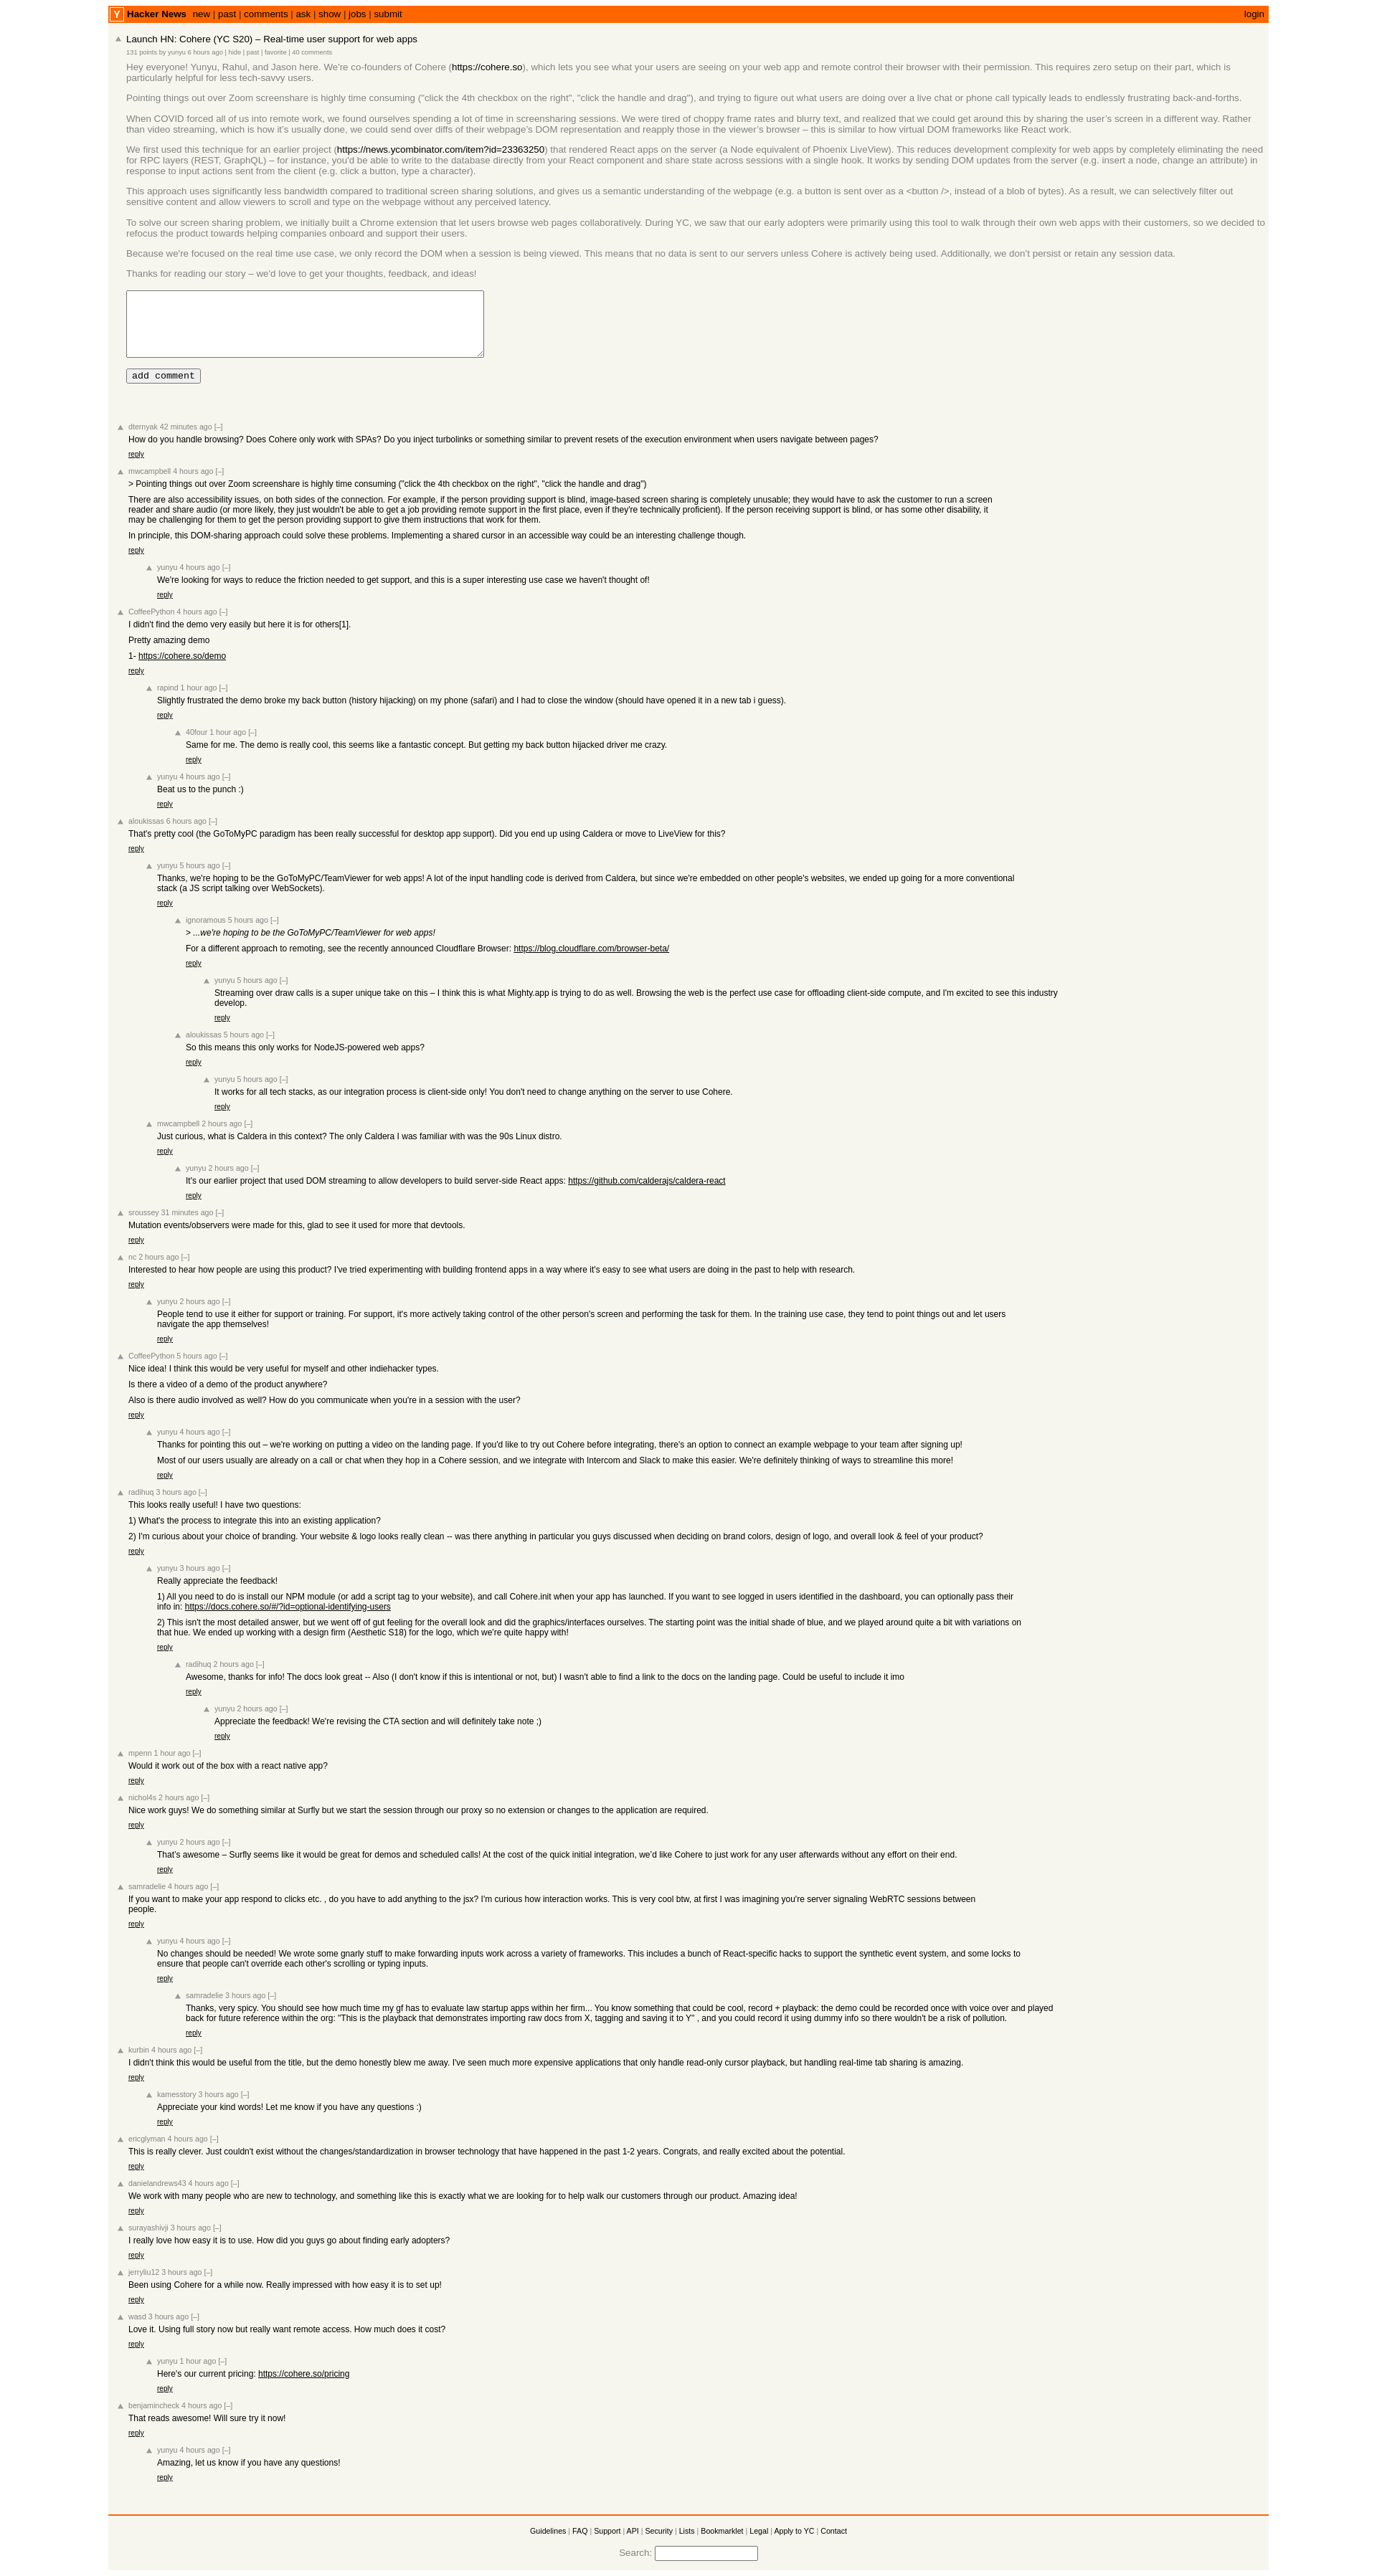 Y Hacker News new | past | comments | ask | show | jobs | submit login
Launch HN: Cohere (YC S20) – Real-time user support for web apps
131 points by yunyu 6 hours ago | hide | past | favorite | 40 comments
Hey everyone! Yunyu, Rahul, and Jason here. We're co-founders of Cohere (https://cohere.so), which lets you see what your users are seeing on your web app and remote control their browser with their permission. This requires zero setup on their part, which is
particularly helpful for less tech-savvy users.
Pointing things out over Zoom screenshare is highly time consuming ("click the 4th checkbox on the right", "click the handle and drag"), and trying to figure out what users are doing over a live chat or phone call typically leads to endlessly frustrating back-and-forths.
When COVID forced all of us into remote work, we found ourselves spending a lot of time in screensharing sessions. We were tired of choppy frame rates and blurry text, and realized that we could get around this by sharing the user's screen in a different way. Rather
than video streaming, which is how it's usually done, we could send over diffs of their webpage's DOM representation and reapply those in the viewer's browser – this is similar to how virtual DOM frameworks like React work.
We first used this technique for an earlier project (https://news.ycombinator.com/item?id=23363250) that rendered React apps on the server (a Node equivalent of Phoenix LiveView). This reduces development complexity for web apps by completely eliminating the need
for RPC layers (REST, GraphQL) – for instance, you'd be able to write to the database directly from your React component and share state across sessions with a single hook. It works by sending DOM updates from the server (e.g. insert a node, change an attribute) in
response to input actions sent from the client (e.g. click a button, type a character).
This approach uses significantly less bandwidth compared to traditional screen sharing solutions, and gives us a semantic understanding of the webpage (e.g. a button is sent over as a <button />, instead of a blob of bytes). As a result, we can selectively filter out
sensitive content and allow viewers to scroll and type on the webpage without any perceived latency.
To solve our screen sharing problem, we initially built a Chrome extension that let users browse web pages collaboratively. During YC, we saw that our early adopters were primarily using this tool to walk through their own web apps with their customers, so we decided to
refocus the product towards helping companies onboard and support their users.
Because we're focused on the real time use case, we only record the DOM when a session is being viewed. This means that no data is sent to our servers unless Cohere is actively being used. Additionally, we don't persist or retain any session data.
Thanks for reading our story – we'd love to get your thoughts, feedback, and ideas!
add comment
dternyak 42 minutes ago [–]
How do you handle browsing? Does Cohere only work with SPAs? Do you inject turbolinks or something similar to prevent resets of the execution environment when users navigate between pages?
reply
mwcampbell 4 hours ago [–]
> Pointing things out over Zoom screenshare is highly time consuming ("click the 4th checkbox on the right", "click the handle and drag")
There are also accessibility issues, on both sides of the connection. For example, if the person providing support is blind, image-based screen sharing is completely unusable; they would have to ask the customer to run a screen
reader and share audio (or more likely, they just wouldn't be able to get a job providing remote support in the first place, even if they're technically proficient). If the person receiving support is blind, or has some other disability, it
may be challenging for them to get the person providing support to give them instructions that work for them.
In principle, this DOM-sharing approach could solve these problems. Implementing a shared cursor in an accessible way could be an interesting challenge though.
reply
yunyu 4 hours ago [–]
We're looking for ways to reduce the friction needed to get support, and this is a super interesting use case we haven't thought of!
reply
CoffeePython 4 hours ago [–]
I didn't find the demo very easily but here it is for others[1].
Pretty amazing demo
1- https://cohere.so/demo
reply
rapind 1 hour ago [–]
Slightly frustrated the demo broke my back button (history hijacking) on my phone (safari) and I had to close the window (should have opened it in a new tab i guess).
reply
40four 1 hour ago [–]
Same for me. The demo is really cool, this seems like a fantastic concept. But getting my back button hijacked driver me crazy.
reply
yunyu 4 hours ago [–]
Beat us to the punch :)
reply
aloukissas 6 hours ago [–]
That's pretty cool (the GoToMyPC paradigm has been really successful for desktop app support). Did you end up using Caldera or move to LiveView for this?
reply
yunyu 5 hours ago [–]
Thanks, we're hoping to be the GoToMyPC/TeamViewer for web apps! A lot of the input handling code is derived from Caldera, but since we're embedded on other people's websites, we ended up going for a more conventional
stack (a JS script talking over WebSockets).
reply
ignoramous 5 hours ago [–]
> ...we're hoping to be the GoToMyPC/TeamViewer for web apps!
For a different approach to remoting, see the recently announced Cloudflare Browser: https://blog.cloudflare.com/browser-beta/
reply
yunyu 5 hours ago [–]
Streaming over draw calls is a super unique take on this – I think this is what Mighty.app is trying to do as well. Browsing the web is the perfect use case for offloading client-side compute, and I'm excited to see this industry
develop.
reply
aloukissas 5 hours ago [–]
So this means this only works for NodeJS-powered web apps?
reply
yunyu 5 hours ago [–]
It works for all tech stacks, as our integration process is client-side only! You don't need to change anything on the server to use Cohere.
reply
mwcampbell 2 hours ago [–]
Just curious, what is Caldera in this context? The only Caldera I was familiar with was the 90s Linux distro.
reply
yunyu 2 hours ago [–]
It's our earlier project that used DOM streaming to allow developers to build server-side React apps: https://github.com/calderajs/caldera-react
reply
sroussey 31 minutes ago [–]
Mutation events/observers were made for this, glad to see it used for more that devtools.
reply
nc 2 hours ago [–]
Interested to hear how people are using this product? I've tried experimenting with building frontend apps in a way where it's easy to see what users are doing in the past to help with research.
reply
yunyu 2 hours ago [–]
People tend to use it either for support or training. For support, it's more actively taking control of the other person's screen and performing the task for them. In the training use case, they tend to point things out and let users
navigate the app themselves!
reply
CoffeePython 5 hours ago [–]
Nice idea! I think this would be very useful for myself and other indiehacker types.
Is there a video of a demo of the product anywhere?
Also is there audio involved as well? How do you communicate when you're in a session with the user?
reply
yunyu 4 hours ago [–]
Thanks for pointing this out – we're working on putting a video on the landing page. If you'd like to try out Cohere before integrating, there's an option to connect an example webpage to your team after signing up!
Most of our users usually are already on a call or chat when they hop in a Cohere session, and we integrate with Intercom and Slack to make this easier. We're definitely thinking of ways to streamline this more!
reply
radihuq 3 hours ago [–]
This looks really useful! I have two questions:
1) What's the process to integrate this into an existing application?
2) I'm curious about your choice of branding. Your website & logo looks really clean -- was there anything in particular you guys discussed when deciding on brand colors, design of logo, and overall look & feel of your product?
reply
yunyu 3 hours ago [–]
Really appreciate the feedback!
1) All you need to do is install our NPM module (or add a script tag to your website), and call Cohere.init when your app has launched. If you want to see logged in users identified in the dashboard, you can optionally pass their
info in: https://docs.cohere.so/#/?id=optional-identifying-users
2) This isn't the most detailed answer, but we went off of gut feeling for the overall look and did the graphics/interfaces ourselves. The starting point was the initial shade of blue, and we played around quite a bit with variations on
that hue. We ended up working with a design firm (Aesthetic S18) for the logo, which we're quite happy with!
reply
radihuq 2 hours ago [–]
Awesome, thanks for info! The docs look great -- Also (I don't know if this is intentional or not, but) I wasn't able to find a link to the docs on the landing page. Could be useful to include it imo
reply
yunyu 2 hours ago [–]
Appreciate the feedback! We're revising the CTA section and will definitely take note ;)
reply
mpenn 1 hour ago [–]
Would it work out of the box with a react native app?
reply
nichol4s 2 hours ago [–]
Nice work guys! We do something similar at Surfly but we start the session through our proxy so no extension or changes to the application are required.
reply
yunyu 2 hours ago [–]
That's awesome – Surfly seems like it would be great for demos and scheduled calls! At the cost of the quick initial integration, we'd like Cohere to just work for any user afterwards without any effort on their end.
reply
samradelie 4 hours ago [–]
If you want to make your app respond to clicks etc. , do you have to add anything to the jsx? I'm curious how interaction works. This is very cool btw, at first I was imagining you're server signaling WebRTC sessions between
people.
reply
yunyu 4 hours ago [–]
No changes should be needed! We wrote some gnarly stuff to make forwarding inputs work across a variety of frameworks. This includes a bunch of React-specific hacks to support the synthetic event system, and some locks to
ensure that people can't override each other's scrolling or typing inputs.
reply
samradelie 3 hours ago [–]
Thanks, very spicy. You should see how much time my gf has to evaluate law startup apps within her firm... You know something that could be cool, record + playback: the demo could be recorded once with voice over and played
back for future reference within the org: "This is the playback that demonstrates importing raw docs from X, tagging and saving it to Y" , and you could record it using dummy info so there wouldn't be a risk of pollution.
reply
kurbin 4 hours ago [–]
I didn't think this would be useful from the title, but the demo honestly blew me away. I've seen much more expensive applications that only handle read-only cursor playback, but handling real-time tab sharing is amazing.
reply
kamesstory 3 hours ago [–]
Appreciate your kind words! Let me know if you have any questions :)
reply
ericglyman 4 hours ago [–]
This is really clever. Just couldn't exist without the changes/standardization in browser technology that have happened in the past 1-2 years. Congrats, and really excited about the potential.
reply
danielandrews43 4 hours ago [–]
We work with many people who are new to technology, and something like this is exactly what we are looking for to help walk our customers through our product. Amazing idea!
reply
surayashivji 3 hours ago [–]
I really love how easy it is to use. How did you guys go about finding early adopters?
reply
jerryliu12 3 hours ago [–]
Been using Cohere for a while now. Really impressed with how easy it is to set up!
reply
wasd 3 hours ago [–]
Love it. Using full story now but really want remote access. How much does it cost?
reply
yunyu 1 hour ago [–]
Here's our current pricing: https://cohere.so/pricing
reply
benjamincheck 4 hours ago [–]
That reads awesome! Will sure try it now!
reply
yunyu 4 hours ago [–]
Amazing, let us know if you have any questions!
reply
Guidelines | FAQ | Support | API | Security | Lists | Bookmarklet | Legal | Apply to YC | Contact
Search: